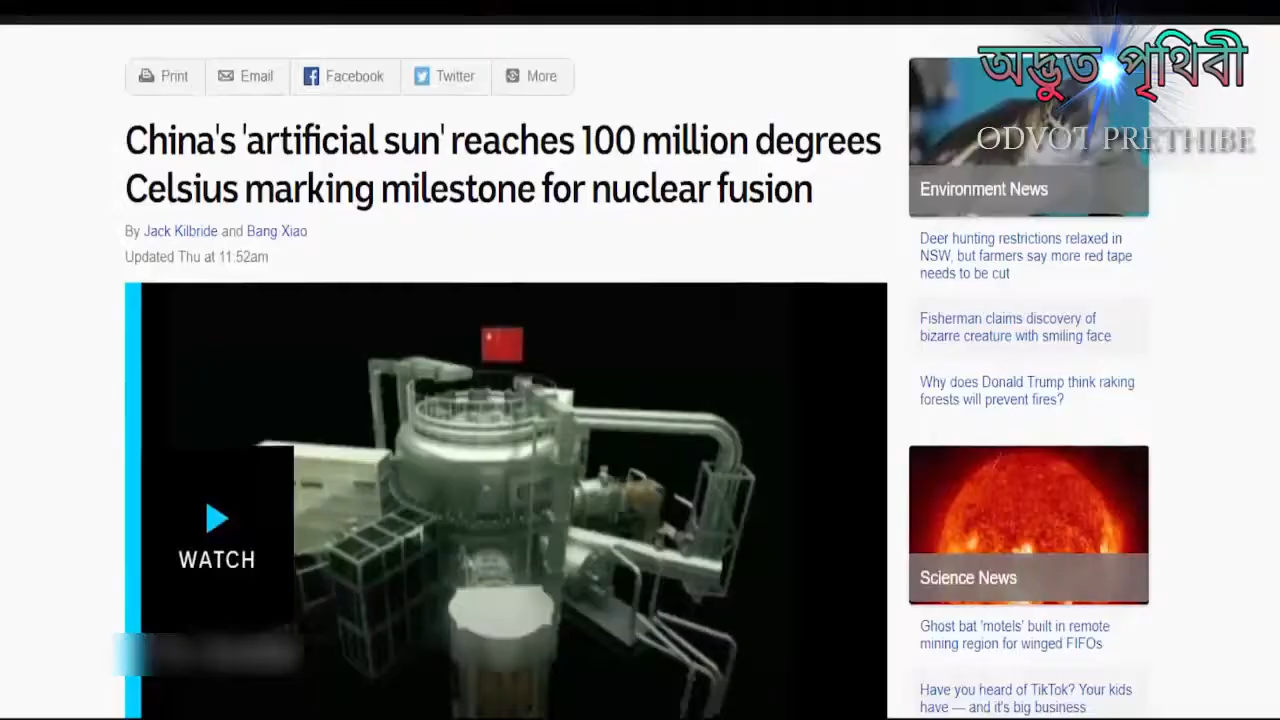 অদ্ভুত পৃথিবী
ODVOT PRETHIBE
Print Email Facebook Twitter More
China's 'artificial sun' reaches 100 million degrees
Celsius marking milestone for nuclear fusion
By Jack Kilbride and Bang Xiao
Updated Thu at 11.52am
WATCH
Environment News
Deer hunting restrictions relaxed in
NSW, but farmers say more red tape
needs to be cut
Fisherman claims discovery of
bizarre creature with smiling face
Why does Donald Trump think raking
forests will prevent fires?
Science News
Ghost bat 'motels' built in remote
mining region for winged FIFOs
Have you heard of TikTok? Your kids
have — and it's big business